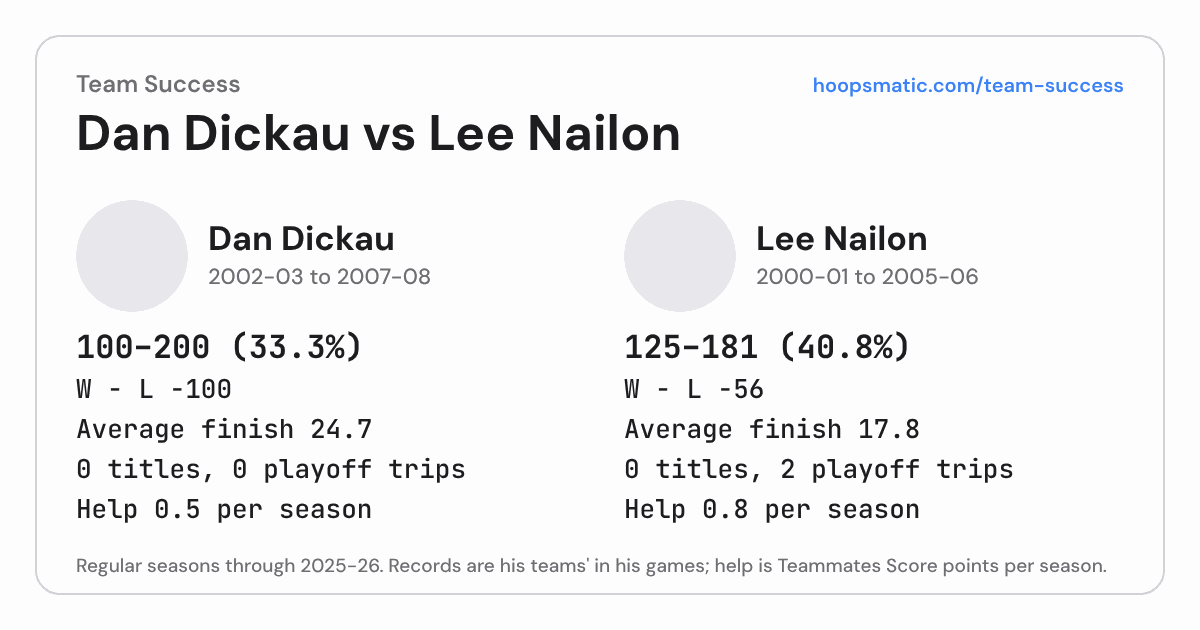 Team Success
hoopsmatic.com/team-success
Dan Dickau vs Lee Nailon
Dan Dickau
2002-03 to 2007-08
100–200 (33.3%)
W - L -100
Average finish 24.7
0 titles, 0 playoff trips
Help 0.5 per season
Lee Nailon
2000-01 to 2005-06
125–181 (40.8%)
W - L -56
Average finish 17.8
0 titles, 2 playoff trips
Help 0.8 per season
Regular seasons through 2025-26. Records are his teams' in his games; help is Teammates Score points per season.